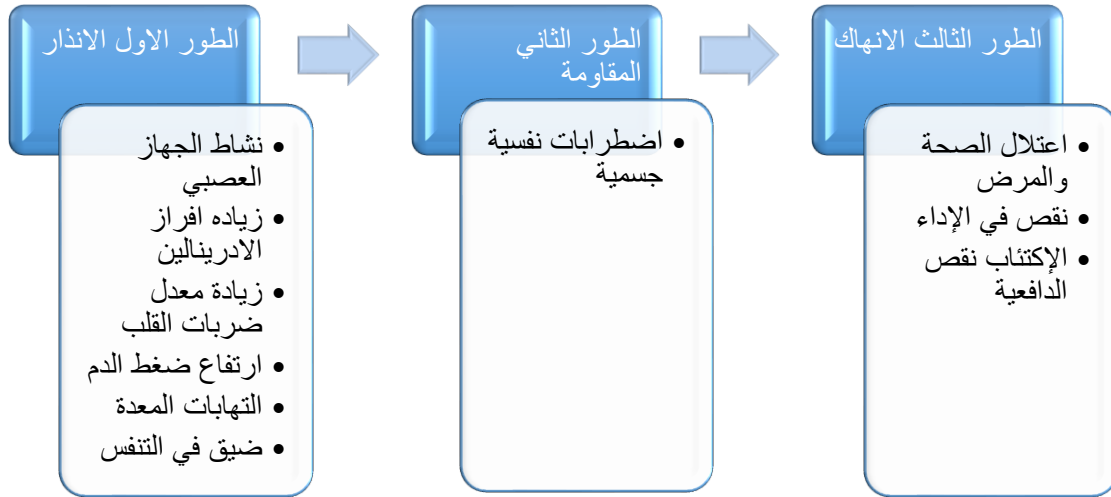 الطور الاول الانذار
• نشاط الجهاز
العصبي
• زياده افراز
الادرينالين
• زيادة معدل
ضربات القلب
• ارتفاع ضغط الدم
• التهابات المعدة
• ضيق في التنفس
الطور الثاني
المقاومة
• اضطرابات نفسية
جسمية
الطور الثالث الانهاك
• اعتلال الصحة
والمرض
• نقص في الإداء
• الإكتئاب نقص
الدافعية